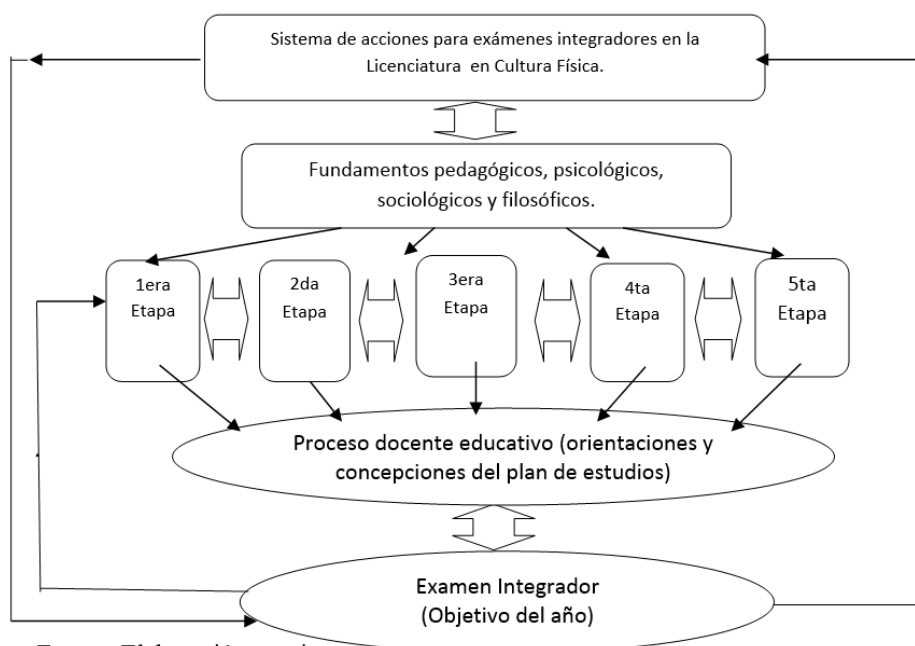 Sistema de acciones para exámenes integradores en la
Licenciatura en Cultura Física.
Fundamentos pedagógicos, psicológicos,
sociológicos y filosóficos.
1era
Etapa
2da
Etapa
3era
Etapa
4ta
Etapa
5ta
Etapa
Proceso docente educativo (orientaciones y
concepciones del plan de estudios)
Examen Integrador
(Objetivo del año)